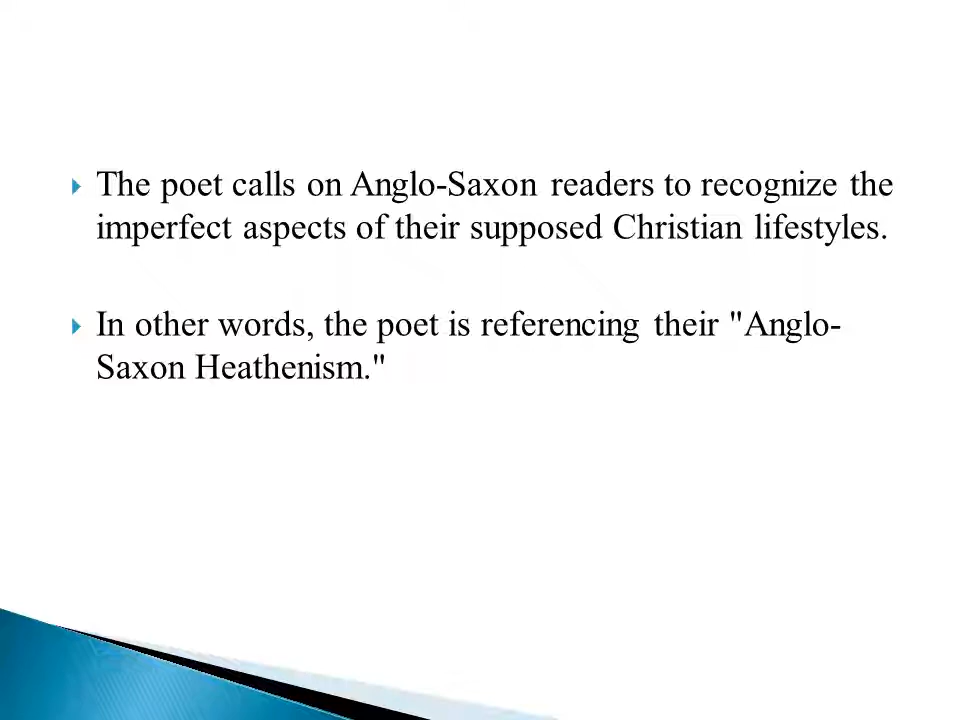 The poet calls on Anglo-Saxon readers to recognize the
imperfect aspects of their supposed Christian lifestyles.
In other words, the poet is referencing their "Anglo-
Saxon Heathenism."